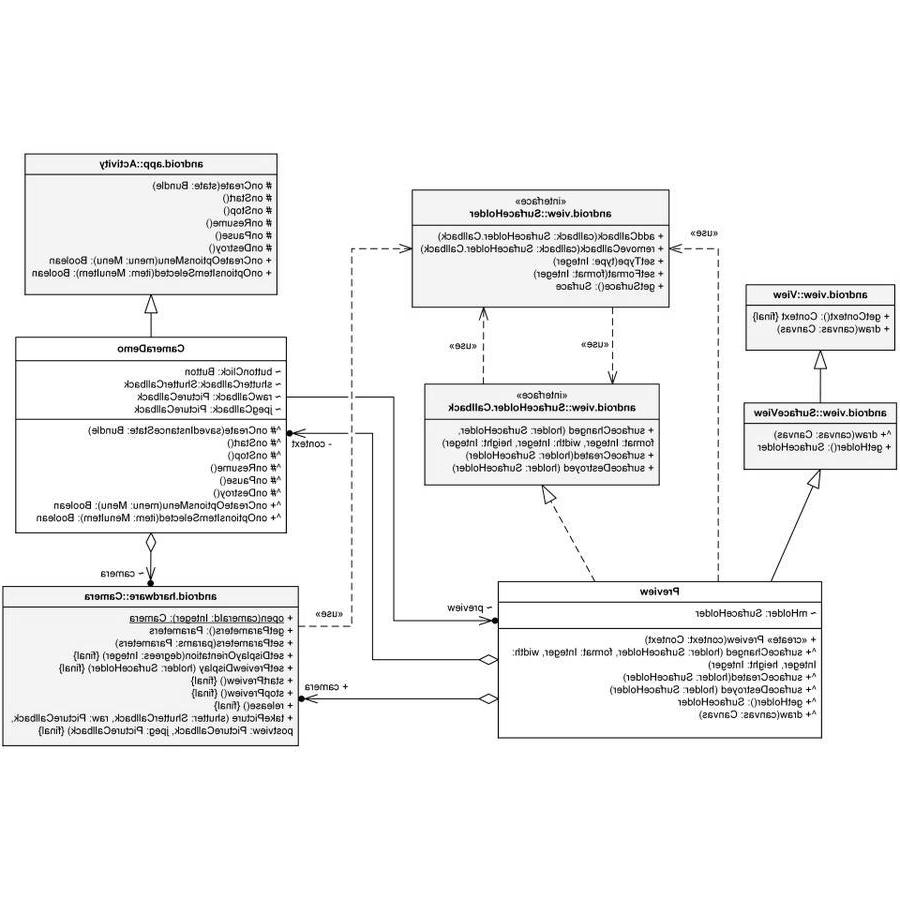 android.app::Activity
# onCreate(state: Bundle)
# onStart()
# onStop()
# onResume()
# onPause()
# onDestroy()
+ onCreateOptionsMenu(menu: Menu): Boolean
+ onOptionsItemSelected(item: MenuItem): Boolean
CameraDemo
~ buttonClick: Button
~ shutterCallback:ShutterCallback
~ rawCallback: PictureCallback
~ jpegCallback: PictureCallback
^# onCreate(savedInstanceState: Bundle)
^# onStart()
^# onStop()
^# onResume()
^# onPause()
^# onDestroy()
^+ onCreateOptionsMenu(menu: Menu): Boolean
^+ onOptionsItemSelected(item: MenuItem): Boolean
~ camera
android.hardware::Camera
+ open(cameraId: Integer): Camera
+ getParameters(): Parameters
+ setParameters(params: Parameters)
+ setDisplayOrientation(degrees: Integer) {final}
+ setPreviewDisplay (holder: SurfaceHolder) {final}
+ startPreview() {final}
+ stopPreview() {final}
+ release() {final}
+ takePicture (shutter: ShutterCallback, raw: PictureCallback,
postview: PictureCallback, jpeg: PictureCallback) {final}
«use»
- context
+ camera
~ preview
«interface»
android.view::SurfaceHolder
+ addCallback(callback: SurfaceHolder.Callback)
+ removeCallback(callback: SurfaceHolder.Callback)
+ setType(type: Integer)
+ setFormat(format: Integer)
+ getSurface(): Surface
«use»
«use»
«use»
«interface»
android.view::SurfaceHolder.Callback
+ surfaceChanged (holder: SurfaceHolder,
format: Integer, width: Integer, height: Integer)
+ surfaceCreated(holder: SurfaceHolder)
+ surfaceDestroyed (holder: SurfaceHolder)
android.view::View
+ getContext(): Context {final}
+ draw(canvas: Canvas)
android.view::SurfaceView
^+ draw(canvas: Canvas)
+ getHolder(): SurfaceHolder
Preview
~ mHolder: SurfaceHolder
+ «create» Preview(context: Context)
^+ surfaceChanged (holder: SurfaceHolder, format: Integer, width:
Integer, height: Integer)
^+ surfaceCreated(holder: SurfaceHolder)
^+ surfaceDestroyed (holder: SurfaceHolder)
^+ getHolder(): SurfaceHolder
^+ draw(canvas: Canvas)